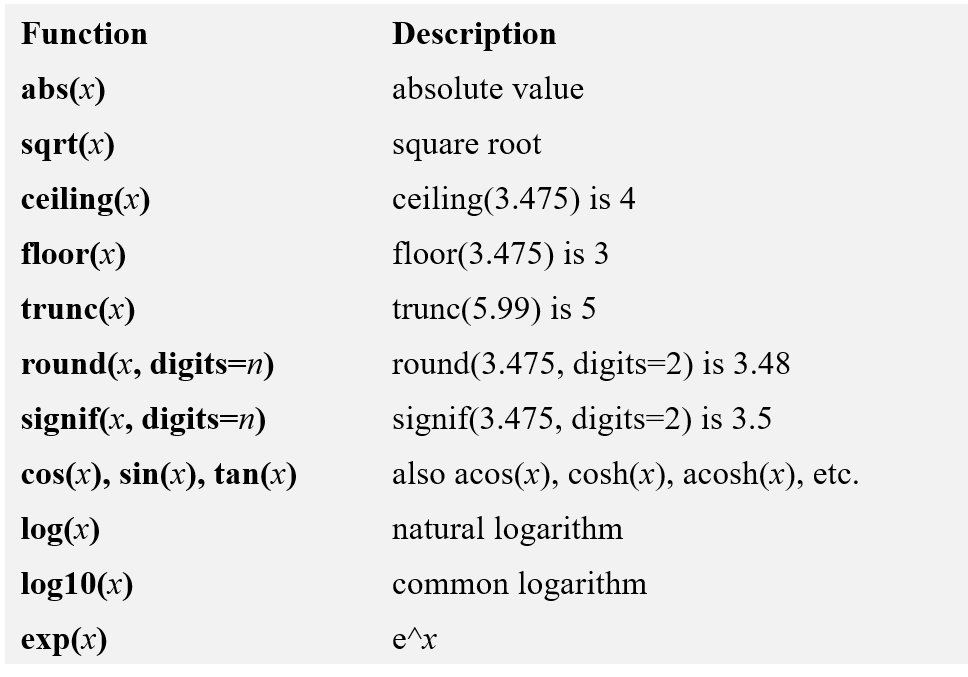 Function Description
abs(x) absolute value
sqrt(x) square root
ceiling(x) ceiling(3.475) is 4
floor(x) floor(3.475) is 3
trunc(x) trunc(5.99) is 5
round(x, digits=n) round(3.475, digits=2) is 3.48
signif(x, digits=n) signif(3.475, digits=2) is 3.5
cos(x), sin(x), tan(x) also acos(x), cosh(x), acosh(x), etc.
log(x) natural logarithm
log10(x) common logarithm
exp(x) e^x